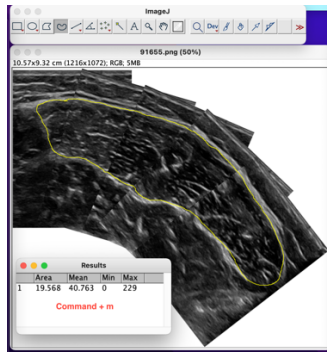 ImageJ
A
Dev
>>
91655.png (50%)
10.57x9.32 cm (1216x1072); RGB; 5MB
Results
Area Mean Min Max
1 19.568 40.763 0 229
Command + m